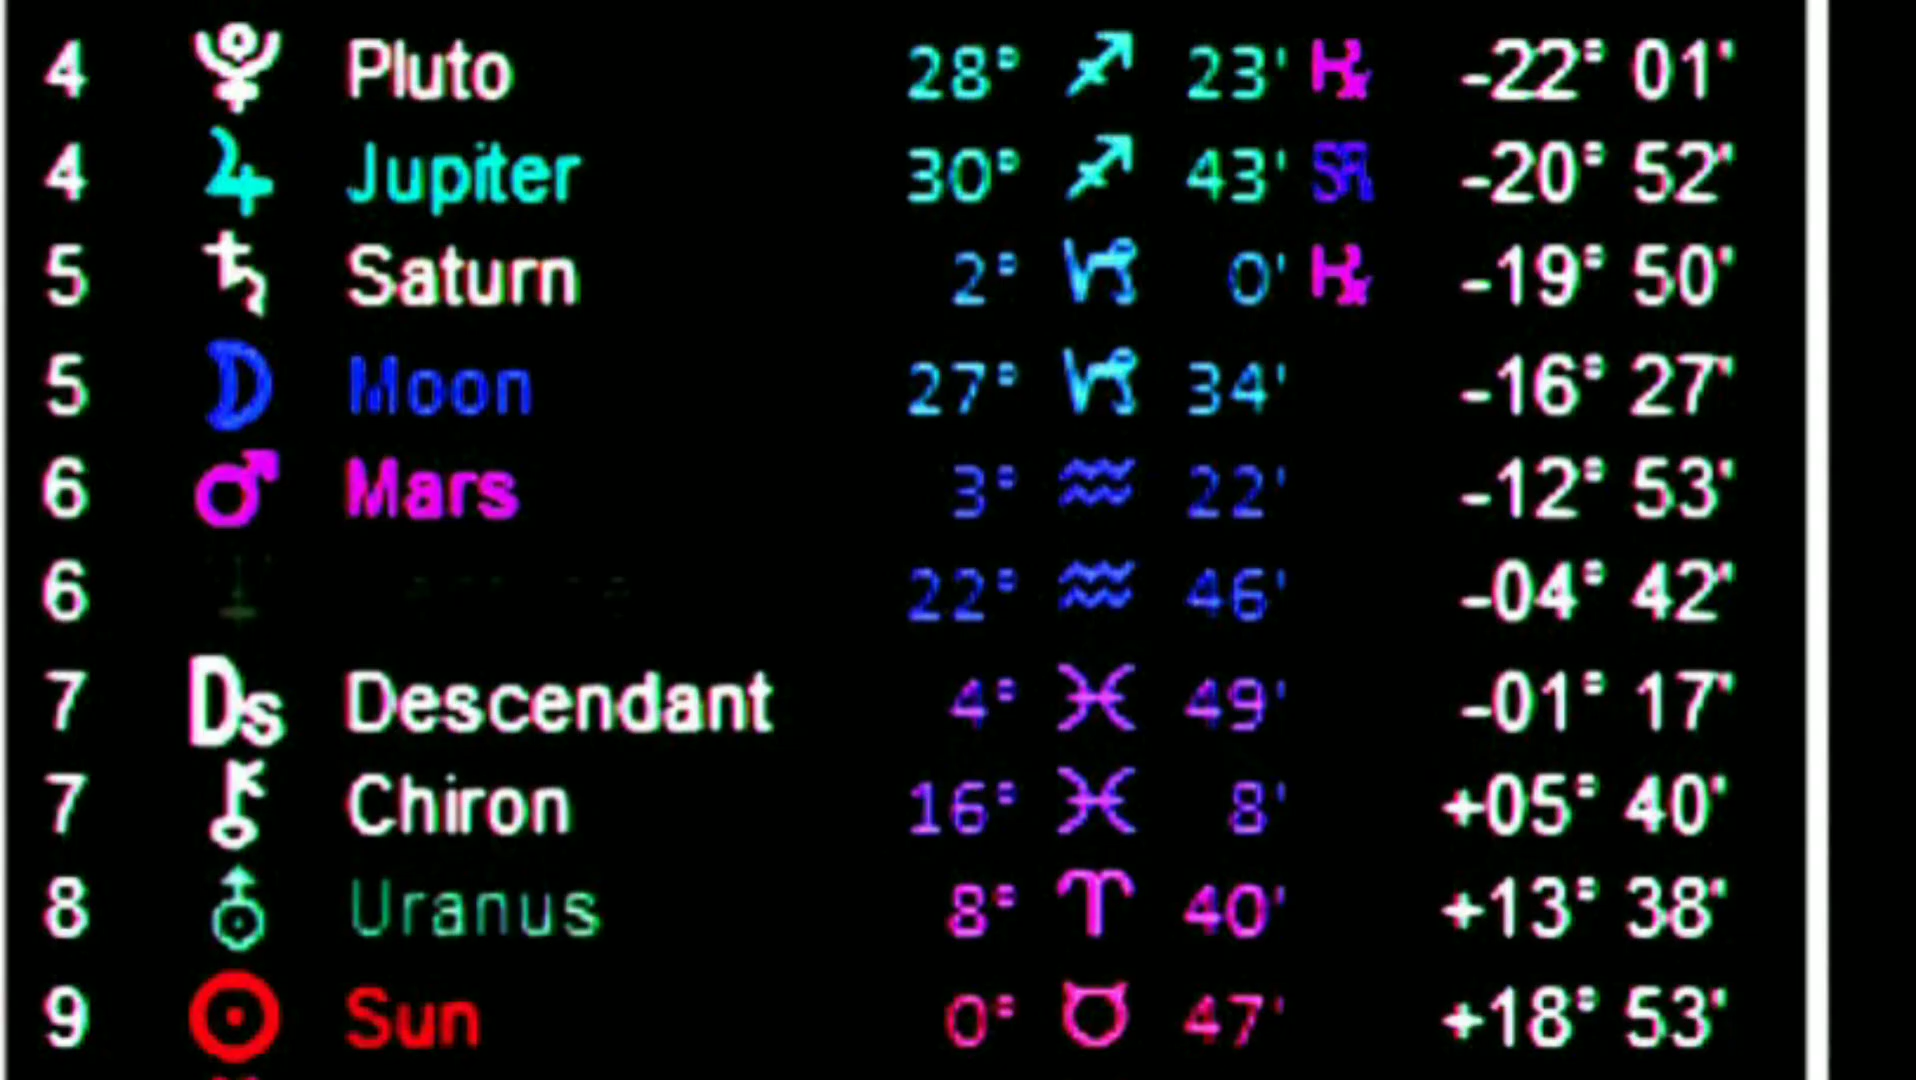 4 ♇ Pluto 28° ♐ 23' ℞ -22° 01'
4 ♃ Jupiter 30° ♐ 43' SR -20° 52'
5 ♄ Saturn 2° ♑ 0' ℞ -19° 50'
5 ☽ Moon 27° ♑ 34' -16° 27'
6 ♂ Mars 3° ♒ 22' -12° 53'
6 22° ♒ 46' -04° 42'
7 Ds Descendant 4° ♓ 49' -01° 17'
7 ⚷ Chiron 16° ♓ 8' +05° 40'
8 ⛢ Uranus 8° ♈ 40' +13° 38'
9 ☉ Sun 0° ♉ 47' +18° 53'